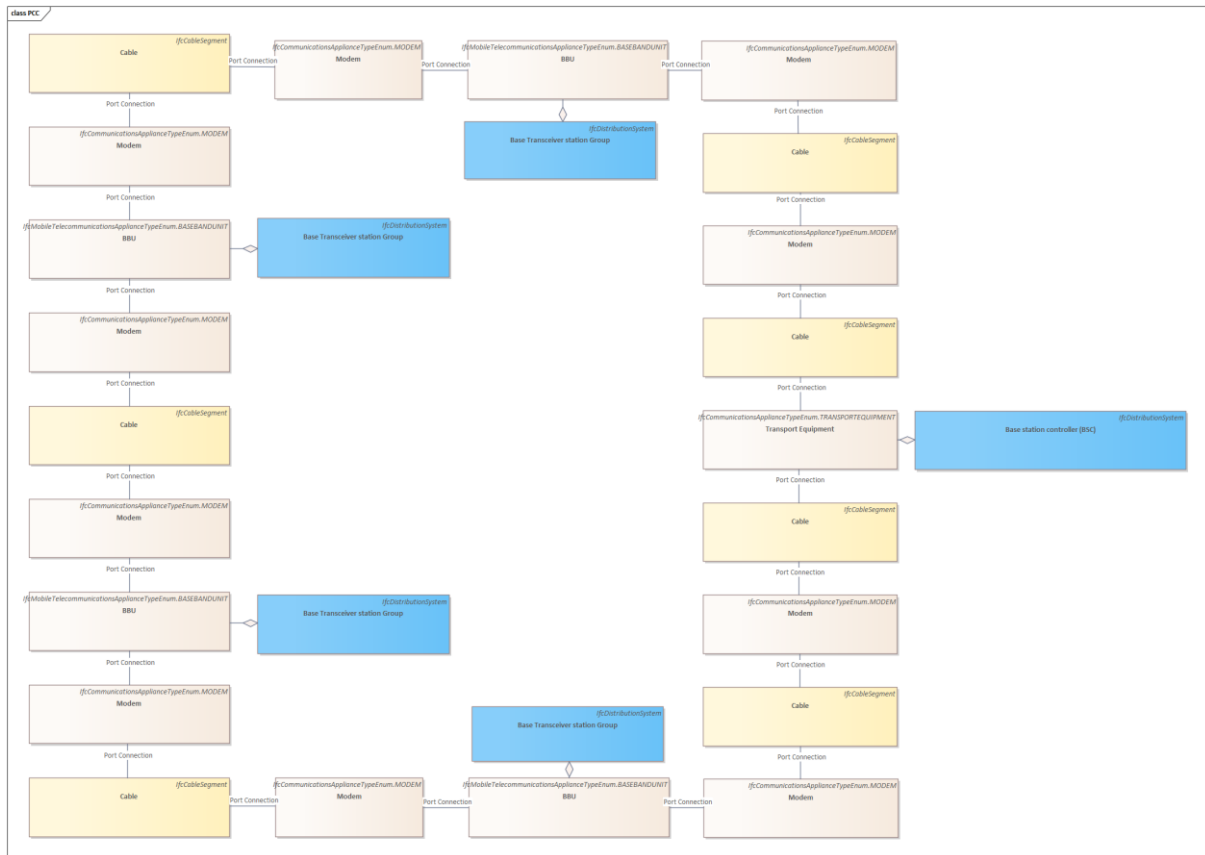 class PCC
IfcCableSegment
Cable
Port Connection
IfcCommunicationsApplianceTypeEnum.MODEM
Modem
Port Connection
IfcMobileTelecommunicationsApplianceTypeEnum.BASEBANDUNIT
BBU
Port Connection
IfcCommunicationsApplianceTypeEnum.MODEM
Modem
Port Connection
Port Connection
IfcDistributionSystem
Base Transceiver station Group
IfcCommunicationsApplianceTypeEnum.MODEM
Modem
IfcCableSegment
Cable
Port Connection
Port Connection
IfcMobileTelecommunicationsApplianceTypeEnum.BASEBANDUNIT
BBU
IfcDistributionSystem
Base Transceiver station Group
IfcCommunicationsApplianceTypeEnum.MODEM
Modem
Port Connection
Port Connection
IfcCommunicationsApplianceTypeEnum.MODEM
Modem
IfcCableSegment
Cable
Port Connection
Port Connection
IfcCableSegment
Cable
IfcCommunicationsApplianceTypeEnum.TRANSPORTEQUIPMENT
Transport Equipment
IfcDistributionSystem
Base station controller (BSC)
Port Connection
Port Connection
IfcCommunicationsApplianceTypeEnum.MODEM
Modem
IfcCableSegment
Cable
Port Connection
Port Connection
IfcMobileTelecommunicationsApplianceTypeEnum.BASEBANDUNIT
BBU
IfcDistributionSystem
Base Transceiver station Group
IfcCommunicationsApplianceTypeEnum.MODEM
Modem
Port Connection
Port Connection
IfcCommunicationsApplianceTypeEnum.MODEM
Modem
IfcDistributionSystem
Base Transceiver station Group
IfcCableSegment
Cable
Port Connection
Port Connection
IfcCableSegment
Cable
Port Connection
IfcCommunicationsApplianceTypeEnum.MODEM
Modem
Port Connection
IfcMobileTelecommunicationsApplianceTypeEnum.BASEBANDUNIT
BBU
Port Connection
IfcCommunicationsApplianceTypeEnum.MODEM
Modem